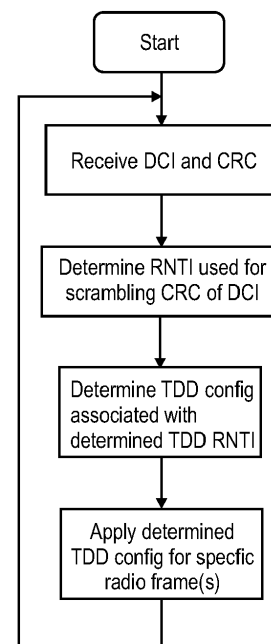 Start
Receive DCI and CRC
Determine RNTI used for
scrambling CRC of DCI
Determine TDD config
associated with
determined TDD RNTI
Apply determined
TDD config for specfic
radio frame(s)